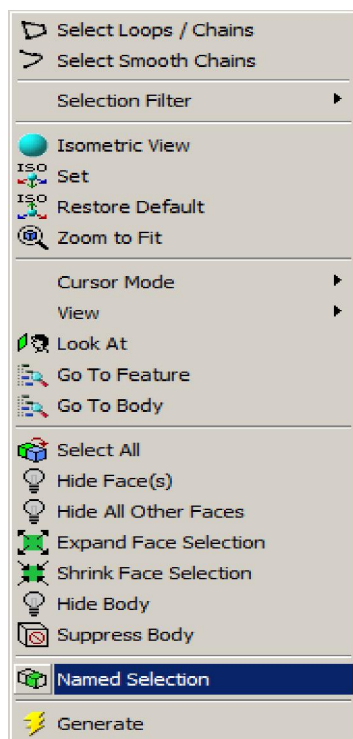 Select Loops / Chains
Select Smooth Chains
Selection Filter
Isometric View
ISO
Set
ISO
Restore Default
Zoom to Fit
Cursor Mode
View
Look At
Go To Feature
Go To Body
Select All
Hide Face(s)
Hide All Other Faces
Expand Face Selection
Shrink Face Selection
Hide Body
Suppress Body
Named Selection
Generate